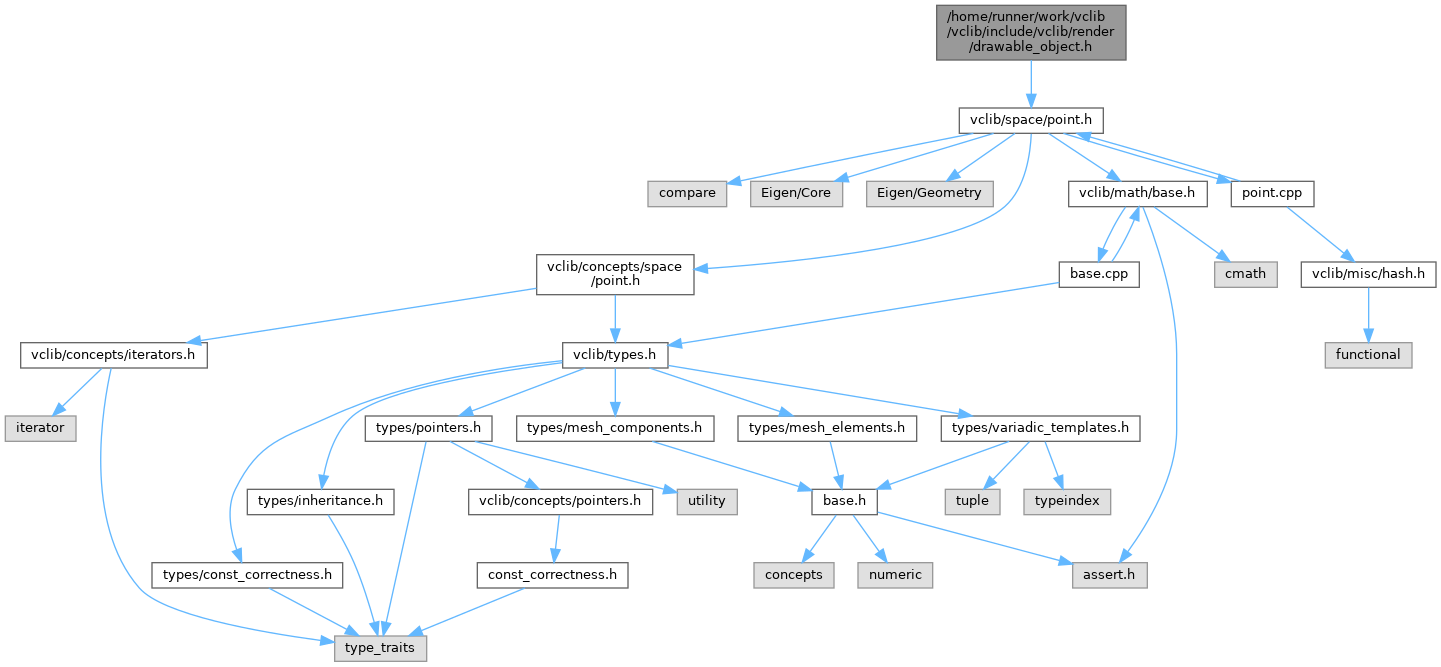 /home/runner/work/vclib
/vclib/include/vclib/render
/drawable_object.h
vclib/space/point.h
compare
Eigen/Core
Eigen/Geometry
vclib/math/base.h
point.cpp
vclib/concepts/space
/point.h
base.cpp
cmath
vclib/misc/hash.h
vclib/concepts/iterators.h
vclib/types.h
functional
iterator
types/pointers.h
types/mesh_components.h
types/mesh_elements.h
types/variadic_templates.h
types/inheritance.h
vclib/concepts/pointers.h
utility
base.h
tuple
typeindex
types/const_correctness.h
const_correctness.h
concepts
numeric
assert.h
type_traits